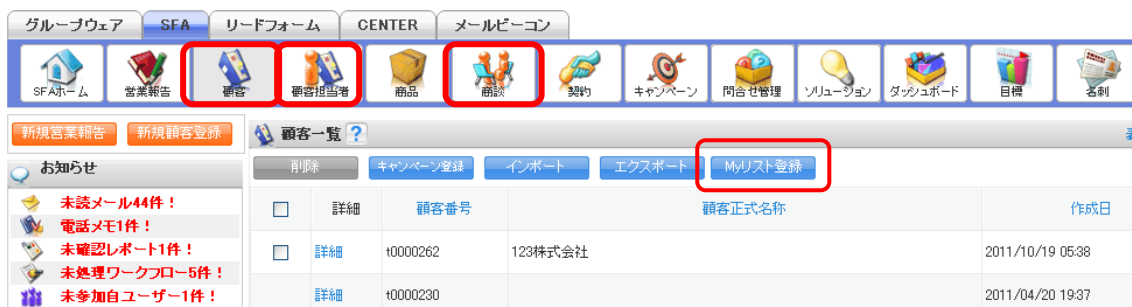 グループウェア SFA リードフォーム CENTER メールビーコン
SFAホーム 営業報告 顧客 顧客担当者 商品 商談 契約 キャンペーン 問合せ管理 ソリューション ダッシュボード 目標 名刺
新規営業報告 新規顧客登録 顧客一覧 ?
お知らせ 削除 キャンペーン登録 インポート エクスポート Myリスト登録
未読メール44件！
電話メモ1件！
未確認レポート1件！
未処理ワークフロー5件！
未参加自ユーザー1件！
詳細 顧客番号 顧客正式名称 作成日
詳細 t0000262 123株式会社 2011/10/19 05:38
詳細 t0000230 2011/04/20 19:37